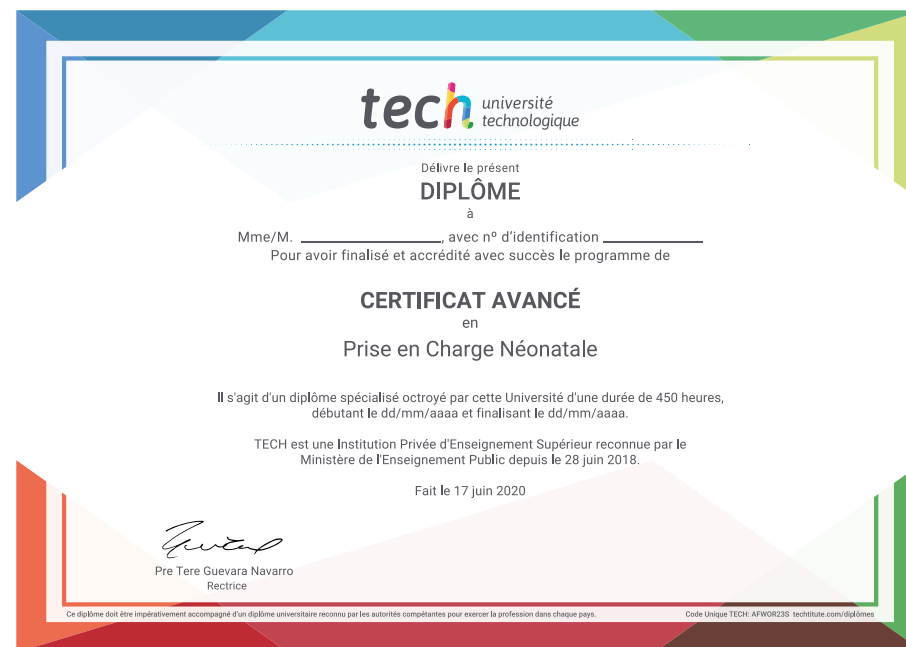 tech université
technologique
Délivre le présent
DIPLÔME
à
Mme/M. ____________________, avec nº d'identification ______________
Pour avoir finalisé et accrédité avec succès le programme de
CERTIFICAT AVANCÉ
en
Prise en Charge Néonatale
Il s'agit d'un diplôme spécialisé octroyé par cette Université d'une durée de 450 heures,
débutant le dd/mm/aaaa et finalisant le dd/mm/aaaa.
TECH est une Institution Privée d'Enseignement Supérieur reconnue par le
Ministère de l'Enseignement Public depuis le 28 juin 2018.
Fait le 17 juin 2020
Pre Tere Guevara Navarro
Rectrice
Ce diplôme doit être impérativement accompagné d'un diplôme universitaire reconnu par les autorités compétentes pour exercer la profession dans chaque pays.
Code Unique TECH: AFWOR23S techtitute.com/diplômes